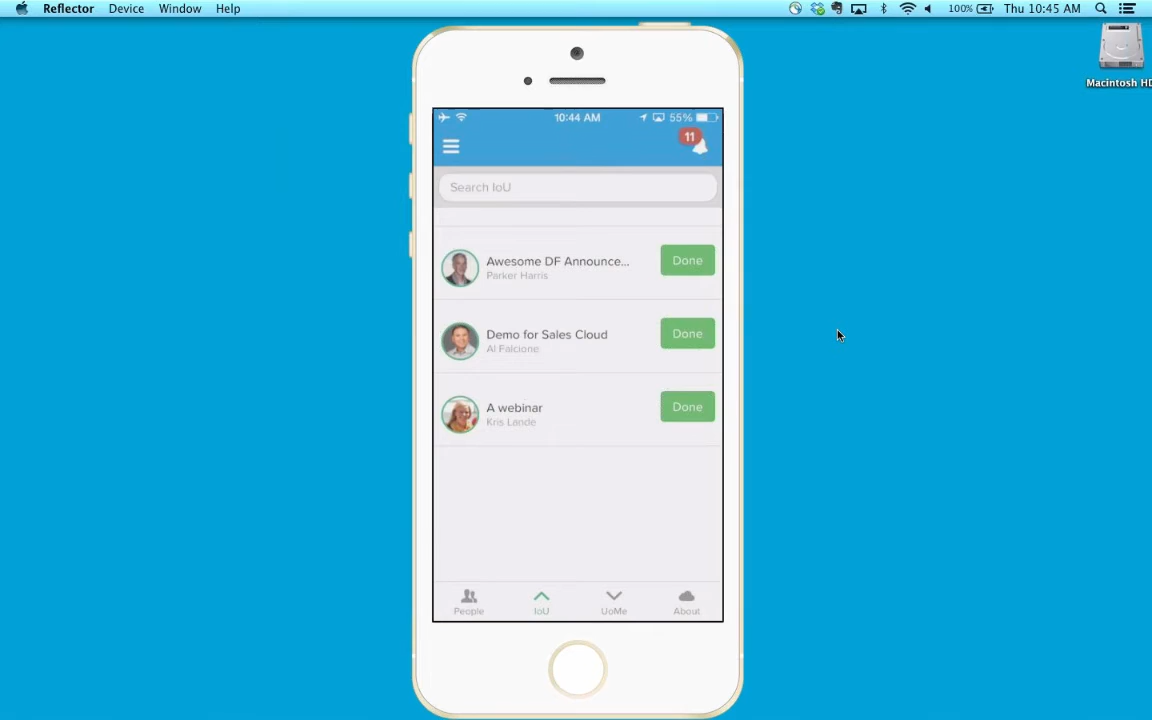 Reflector Device Window Help 100% Thu 10:45 AM
Macintosh HD
10:44 AM 55%
11
Search IoU
Awesome DF Announce...
Parker Harris
Done
Demo for Sales Cloud
Al Falcione
Done
A webinar
Kris Lande
Done
People IoU UoMe About